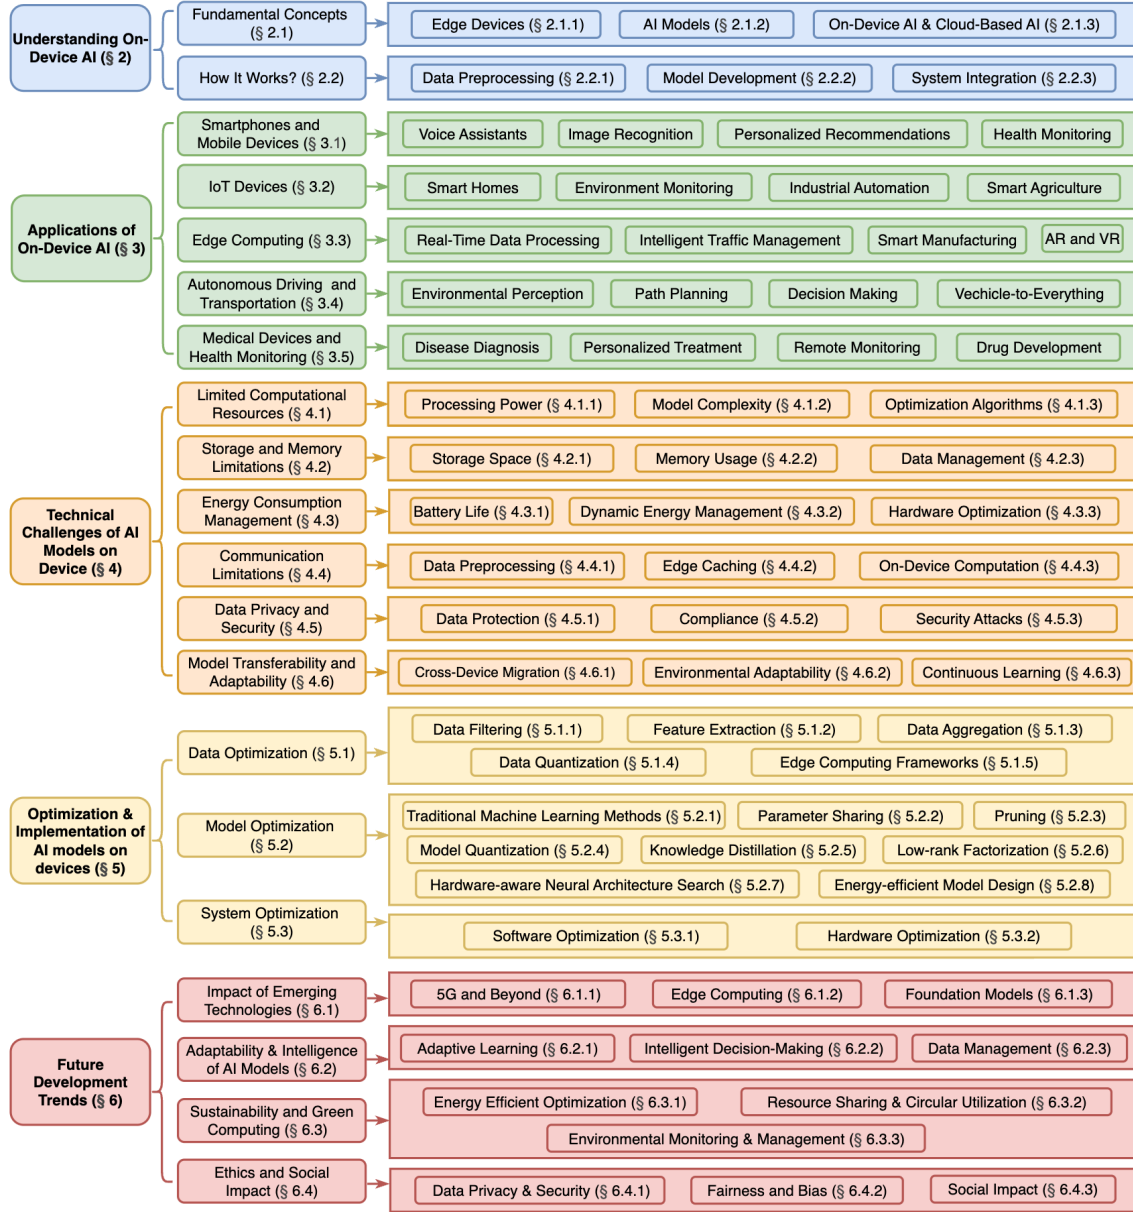 Understanding On-
Device AI (§ 2)
Fundamental Concepts
(§ 2.1)
Edge Devices (§ 2.1.1)
AI Models (§ 2.1.2)
On-Device AI & Cloud-Based AI (§ 2.1.3)
How It Works? (§ 2.2)
Data Preprocessing (§ 2.2.1)
Model Development (§ 2.2.2)
System Integration (§ 2.2.3)
Applications of
On-Device AI (§ 3)
Smartphones and
Mobile Devices (§ 3.1)
Voice Assistants
Image Recognition
Personalized Recommendations
Health Monitoring
IoT Devices (§ 3.2)
Smart Homes
Environment Monitoring
Industrial Automation
Smart Agriculture
Edge Computing (§ 3.3)
Real-Time Data Processing
Intelligent Traffic Management
Smart Manufacturing
AR and VR
Autonomous Driving and
Transportation (§ 3.4)
Environmental Perception
Path Planning
Decision Making
Vechicle-to-Everything
Medical Devices and
Health Monitoring (§ 3.5)
Disease Diagnosis
Personalized Treatment
Remote Monitoring
Drug Development
Technical
Challenges of AI
Models on
Device (§ 4)
Limited Computational
Resources (§ 4.1)
Processing Power (§ 4.1.1)
Model Complexity (§ 4.1.2)
Optimization Algorithms (§ 4.1.3)
Storage and Memory
Limitations (§ 4.2)
Storage Space (§ 4.2.1)
Memory Usage (§ 4.2.2)
Data Management (§ 4.2.3)
Energy Consumption
Management (§ 4.3)
Battery Life (§ 4.3.1)
Dynamic Energy Management (§ 4.3.2)
Hardware Optimization (§ 4.3.3)
Communication
Limitations (§ 4.4)
Data Preprocessing (§ 4.4.1)
Edge Caching (§ 4.4.2)
On-Device Computation (§ 4.4.3)
Data Privacy and
Security (§ 4.5)
Data Protection (§ 4.5.1)
Compliance (§ 4.5.2)
Security Attacks (§ 4.5.3)
Model Transferability and
Adaptability (§ 4.6)
Cross-Device Migration (§ 4.6.1)
Environmental Adaptability (§ 4.6.2)
Continuous Learning (§ 4.6.3)
Optimization &
Implementation of
AI models on
devices (§ 5)
Data Optimization (§ 5.1)
Data Filtering (§ 5.1.1)
Feature Extraction (§ 5.1.2)
Data Aggregation (§ 5.1.3)
Data Quantization (§ 5.1.4)
Edge Computing Frameworks (§ 5.1.5)
Model Optimization
(§ 5.2)
Traditional Machine Learning Methods (§ 5.2.1)
Parameter Sharing (§ 5.2.2)
Pruning (§ 5.2.3)
Model Quantization (§ 5.2.4)
Knowledge Distillation (§ 5.2.5)
Low-rank Factorization (§ 5.2.6)
Hardware-aware Neural Architecture Search (§ 5.2.7)
Energy-efficient Model Design (§ 5.2.8)
System Optimization
(§ 5.3)
Software Optimization (§ 5.3.1)
Hardware Optimization (§ 5.3.2)
Future
Development
Trends (§ 6)
Impact of Emerging
Technologies (§ 6.1)
5G and Beyond (§ 6.1.1)
Edge Computing (§ 6.1.2)
Foundation Models (§ 6.1.3)
Adaptability & Intelligence
of AI Models (§ 6.2)
Adaptive Learning (§ 6.2.1)
Intelligent Decision-Making (§ 6.2.2)
Data Management (§ 6.2.3)
Sustainability and Green
Computing (§ 6.3)
Energy Efficient Optimization (§ 6.3.1)
Resource Sharing & Circular Utilization (§ 6.3.2)
Environmental Monitoring & Management (§ 6.3.3)
Ethics and Social
Impact (§ 6.4)
Data Privacy & Security (§ 6.4.1)
Fairness and Bias (§ 6.4.2)
Social Impact (§ 6.4.3)